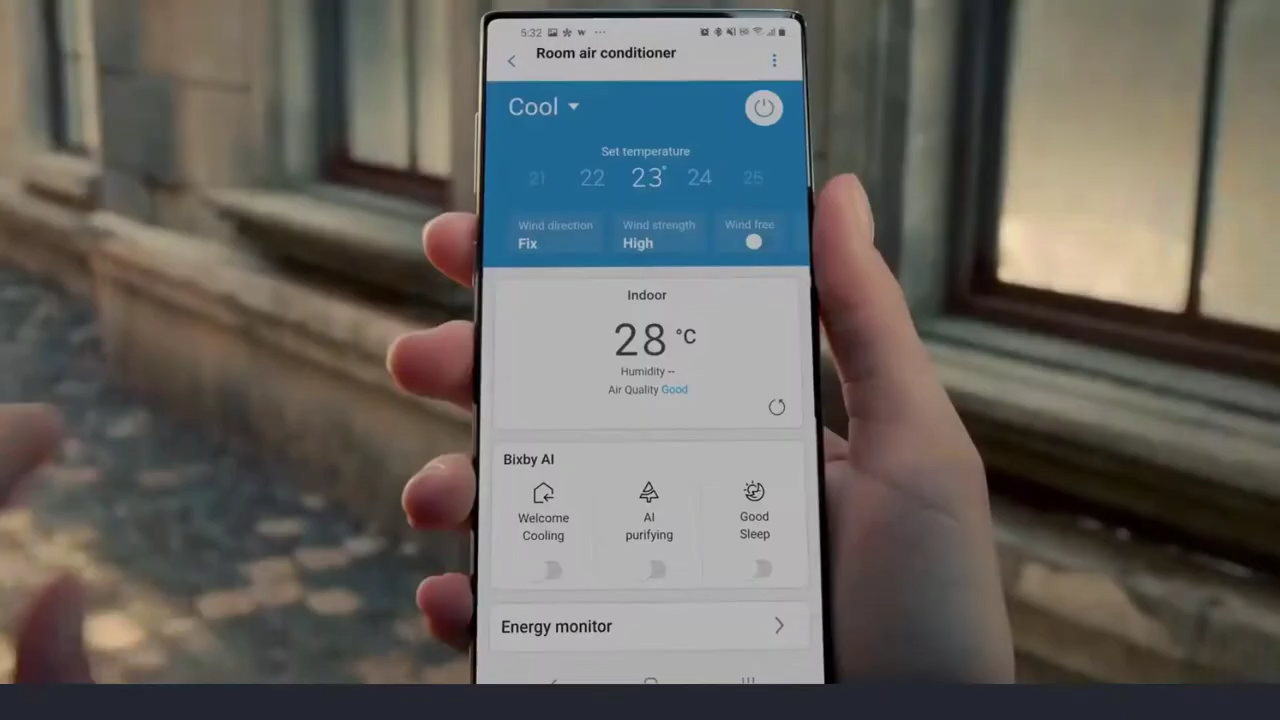 5:32
Room air conditioner
Cool
Set temperature
21 22 23° 24 25
Wind direction Wind strength Wind free
Fix High
Indoor
28 °C
Humidity --
Air Quality Good
Bixby AI
Welcome Cooling
AI purifying
Good Sleep
Energy monitor